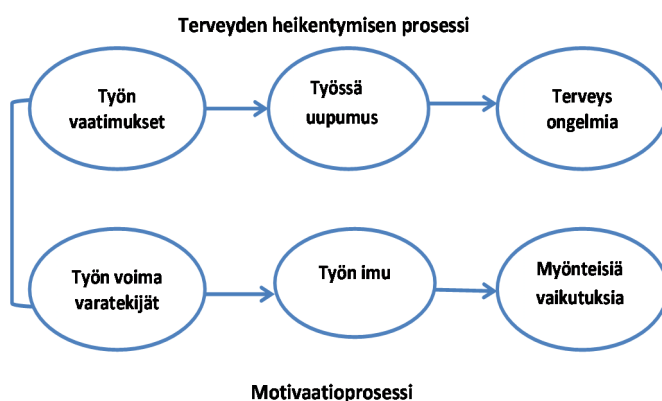 Terveyden heikentymisen prosessi
Työn
vaatimukset
Työssä
uupumus
Terveys
ongelmia
Työn voima
varatekijät
Työn imu
Myönteisiä
vaikutuksia
Motivaatioprosessi